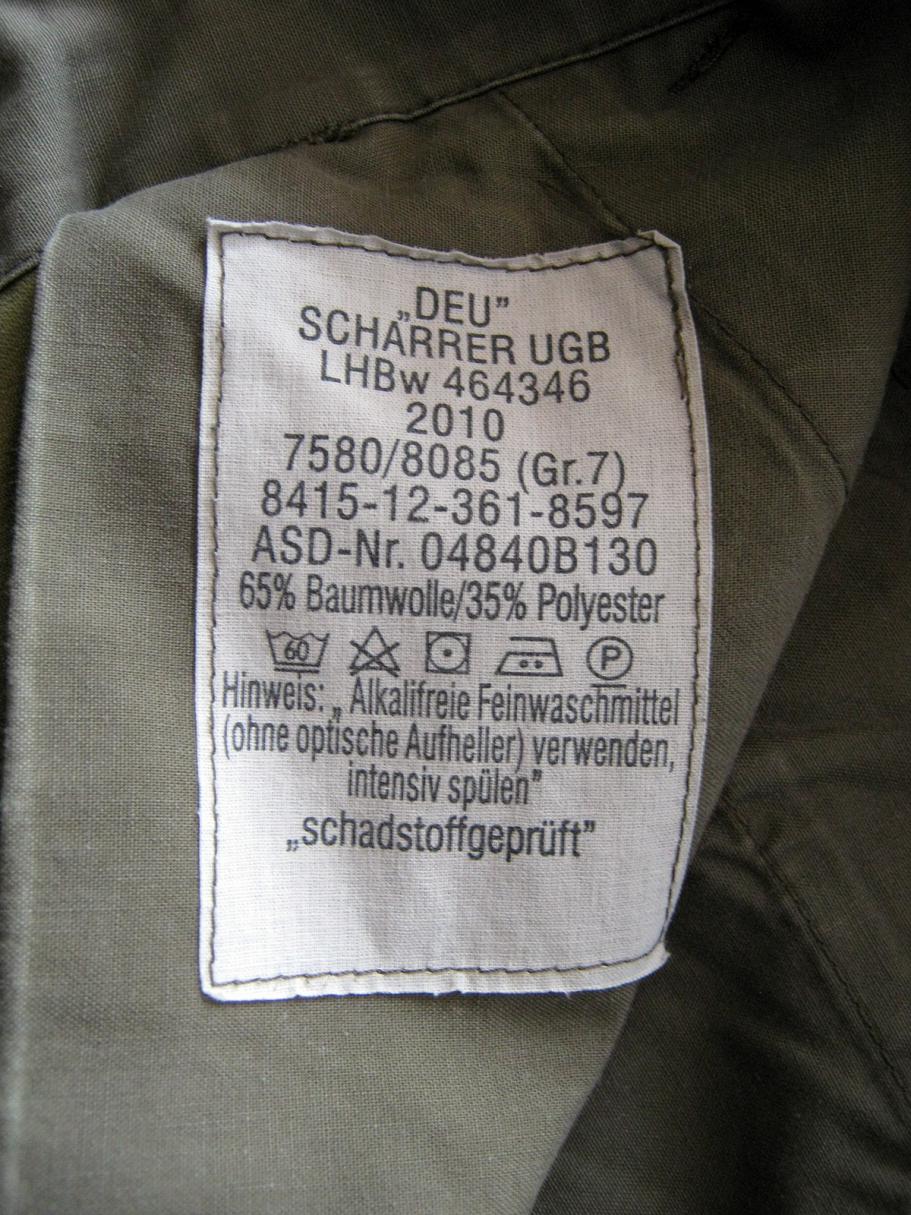 „DEU”
SCHÄRRER UGB
LHBw 464346
2010
7580/8085 (Gr.7)
8415-12-361-8597
ASD-Nr. 04840B130
65% Baumwolle/35% Polyester
60 P
Hinweis: „ Alkalifreie Feinwaschmittel
(ohne optische Aufheller) verwenden,
intensiv spülen”
„schadstoffgeprüft”